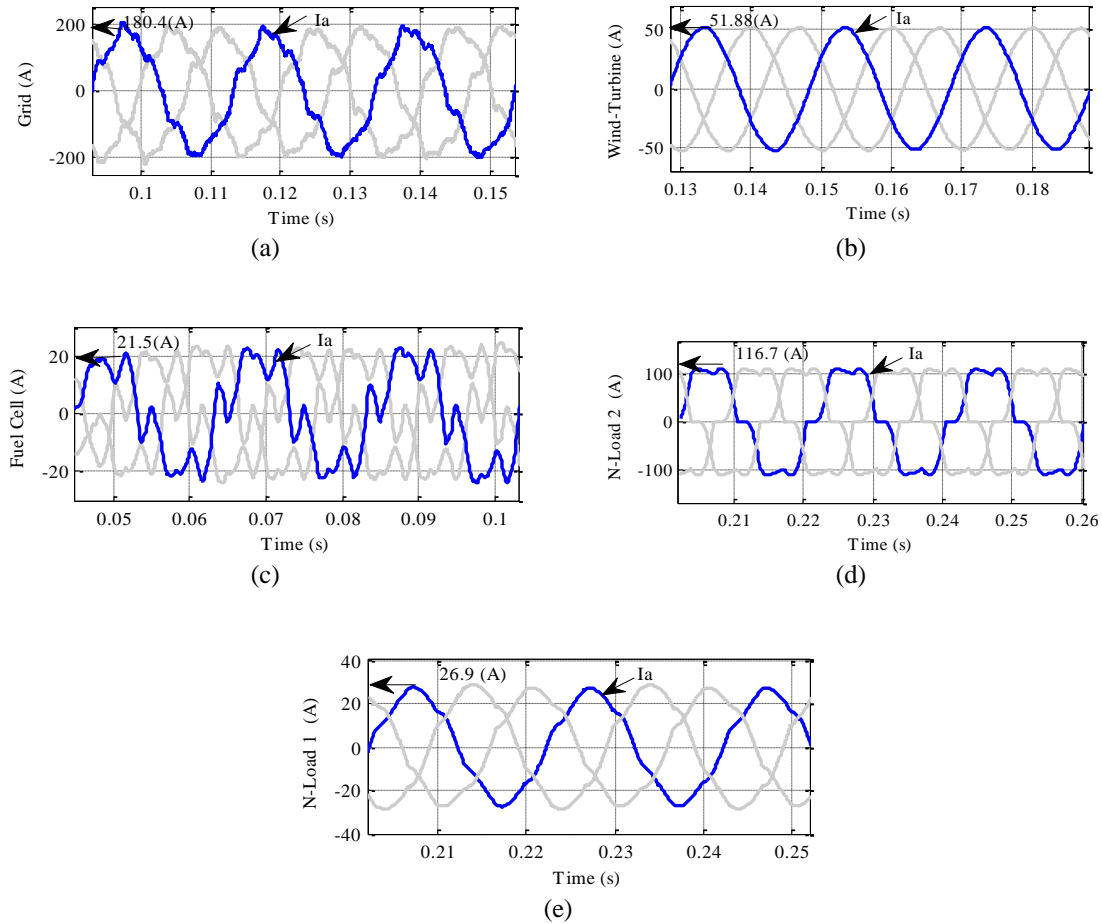 180.4(A)
Ia
200
0
-200
Grid (A)
0.1 0.11 0.12 0.13 0.14 0.15
Time (s)
(a)
51.88(A)
Ia
50
0
-50
Wind-Turbine (A)
0.13 0.14 0.15 0.16 0.17 0.18
Time (s)
(b)
21.5(A)
Ia
20
0
-20
Fuel Cell (A)
0.05 0.06 0.07 0.08 0.09 0.1
Time (s)
(c)
116.7 (A)
Ia
100
0
-100
N-Load 2 (A)
0.21 0.22 0.23 0.24 0.25 0.26
Time (s)
(d)
26.9 (A)
Ia
40
20
0
-20
-40
N-Load 1 (A)
0.21 0.22 0.23 0.24 0.25
Time (s)
(e)